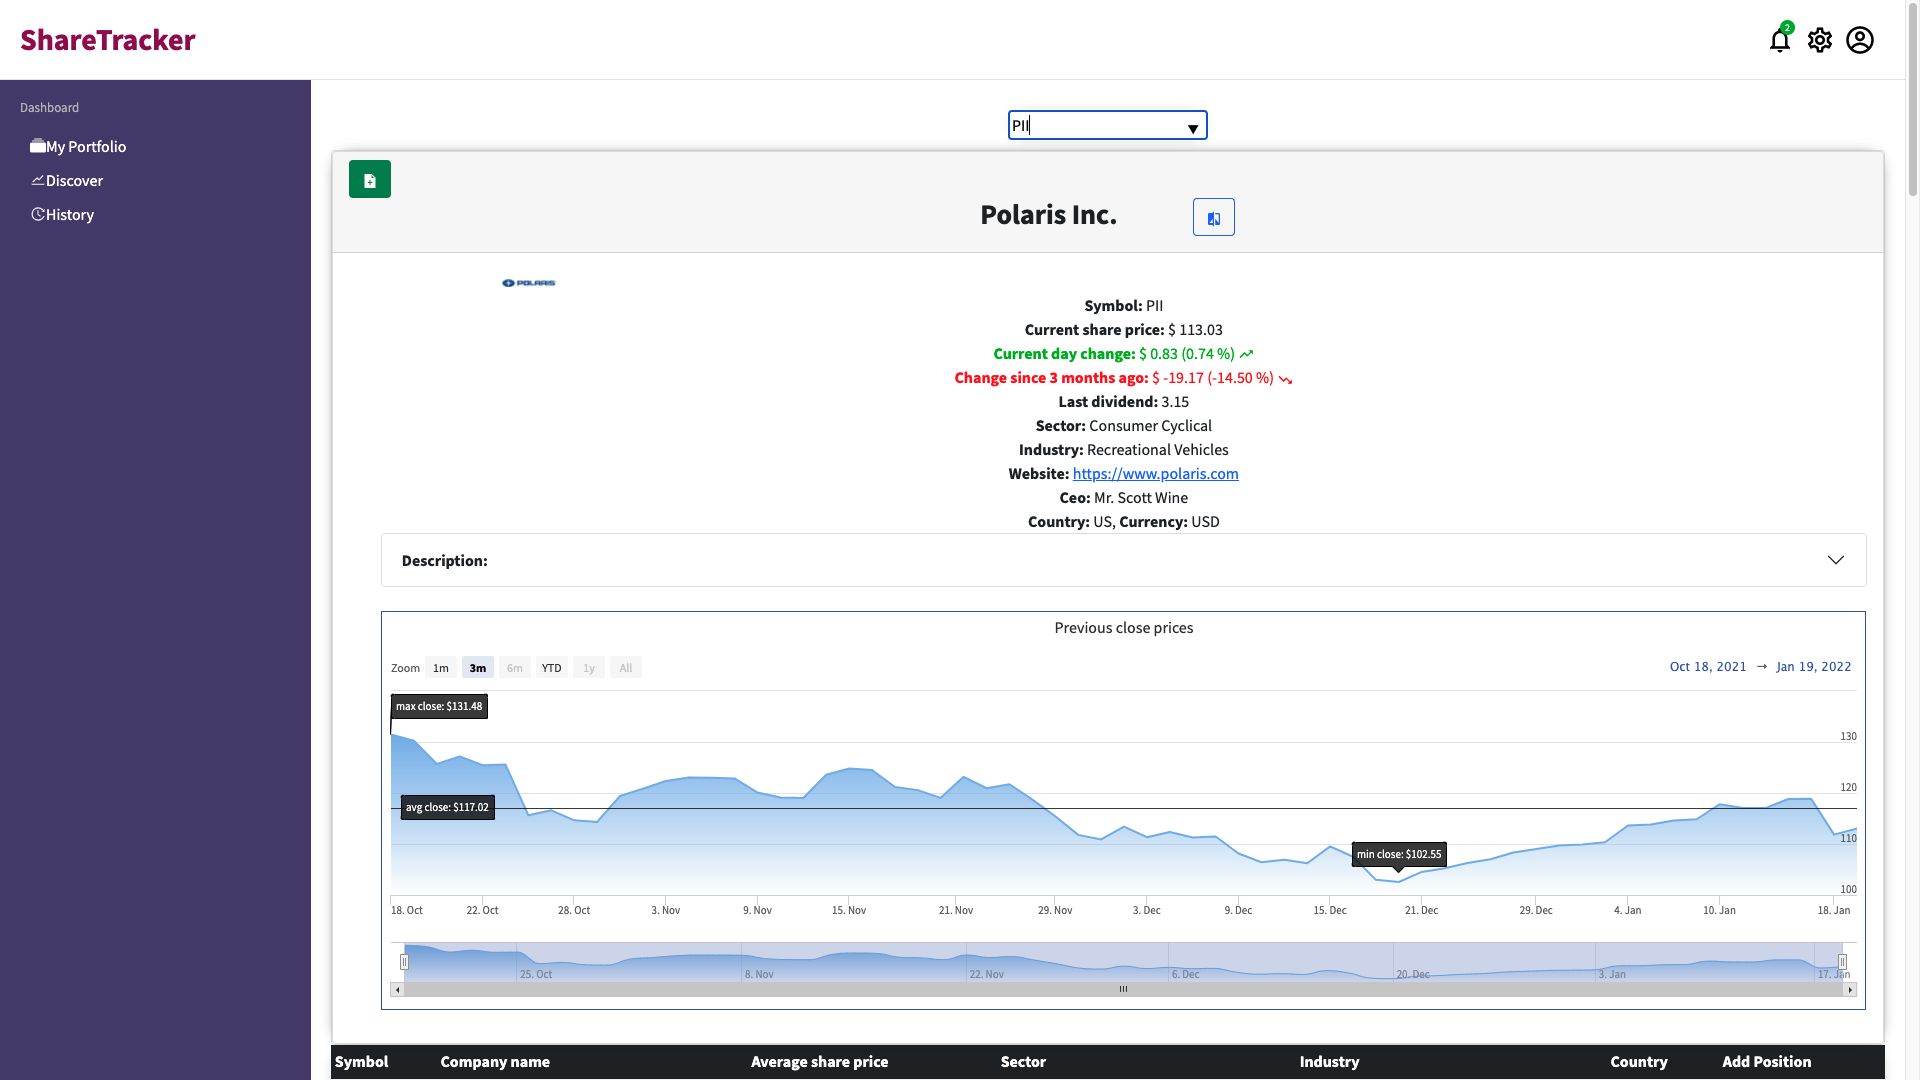 ShareTracker
2
Dashboard
My Portfolio
Discover
History
PII
Polaris Inc.
POLARIS
Symbol: PII
Current share price: $ 113.03
Current day change: $ 0.83 (0.74 %)
Change since 3 months ago: $ -19.17 (-14.50 %)
Last dividend: 3.15
Sector: Consumer Cyclical
Industry: Recreational Vehicles
Website: https://www.polaris.com
Ceo: Mr. Scott Wine
Country: US, Currency: USD
Description:
Previous close prices
Zoom 1m 3m 6m YTD 1y All
Oct 18, 2021 → Jan 19, 2022
max close: $131.48
130
120
avg close: $117.02
110
min close: $102.55
100
18. Oct 22. Oct 28. Oct 3. Nov 9. Nov 15. Nov 21. Nov 29. Nov 3. Dec 9. Dec 15. Dec 21. Dec 29. Dec 4. Jan 10. Jan 18. Jan
25. Oct 8. Nov 22. Nov 6. Dec 20. Dec 3. Jan 17. Jan
Symbol Company name Average share price Sector Industry Country Add Position